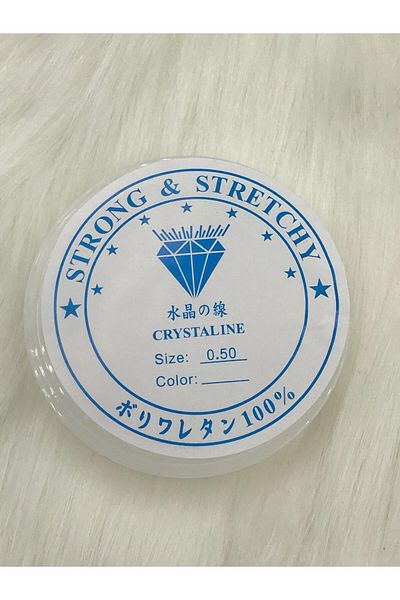 ★ STRONG & STRETCHY ★
水晶の線
CRYSTALINE
Size: 0.50
Color:
ポリワレタン100%